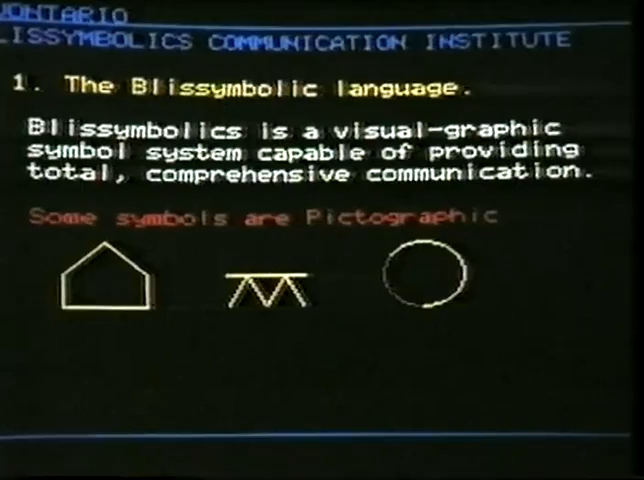 VONTARIO
LISSYMBOLICS COMMUNICATION INSTITUTE
1. The Blissymbolic language.
Blissymbolics is a visual-graphic
symbol system capable of providing
total, comprehensive communication.
Some symbols are Pictographic